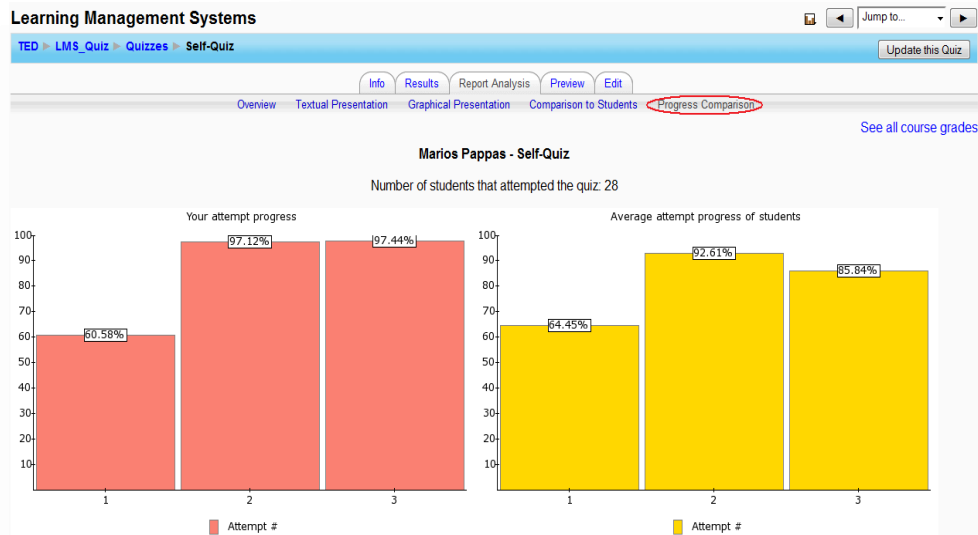 Learning Management Systems
Jump to...
TED LMS_Quiz Quizzes Self-Quiz
Update this Quiz
Info Results Report Analysis Preview Edit
Overview Textual Presentation Graphical Presentation Comparison to Students Progress Comparison
See all course grades
Marios Pappas - Self-Quiz
Number of students that attempted the quiz: 28
Your attempt progress
100
90
80
70
60
50
40
30
20
10
60.58%
97.12%
97.44%
1 2 3
Attempt #
Average attempt progress of students
100
90
80
70
60
50
40
30
20
10
64.45%
92.61%
85.84%
1 2 3
Attempt #